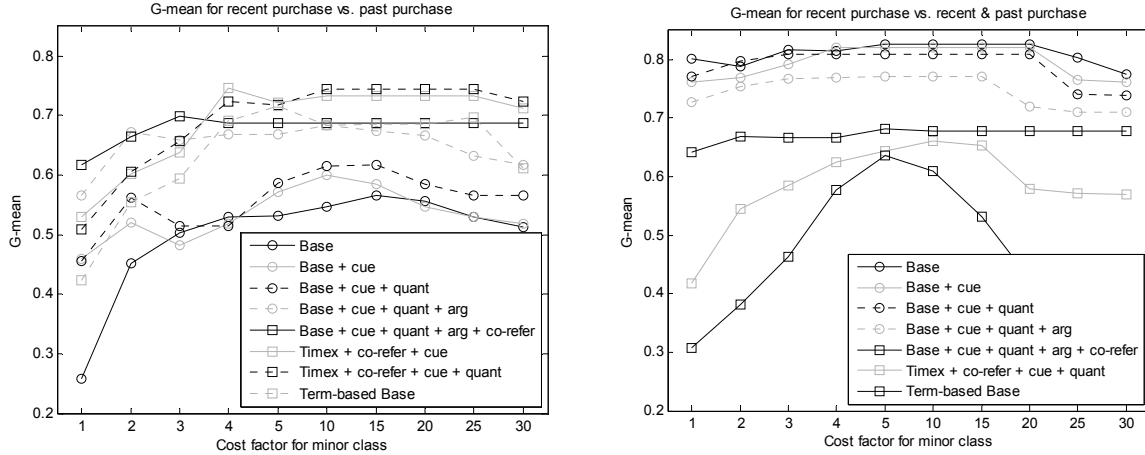 G-mean for recent purchase vs. past purchase
0.8
0.7
0.6
0.5
0.4
0.3
0.2
G-mean
1 2 3 4 5 10 15 20 25 30
Cost factor for minor class
Base
Base + cue
Base + cue + quant
Base + cue + quant + arg
Base + cue + quant + arg + co-refer
Timex + co-refer + cue
Timex + co-refer + cue + quant
Term-based Base
G-mean for recent purchase vs. recent & past purchase
0.8
0.7
0.6
0.5
0.4
0.3
0.2
G-mean
1 2 3 4 5 10 15 20 25 30
Cost factor for minor class
Base
Base + cue
Base + cue + quant
Base + cue + quant + arg
Base + cue + quant + arg + co-refer
Timex + co-refer + cue + quant
Term-based Base